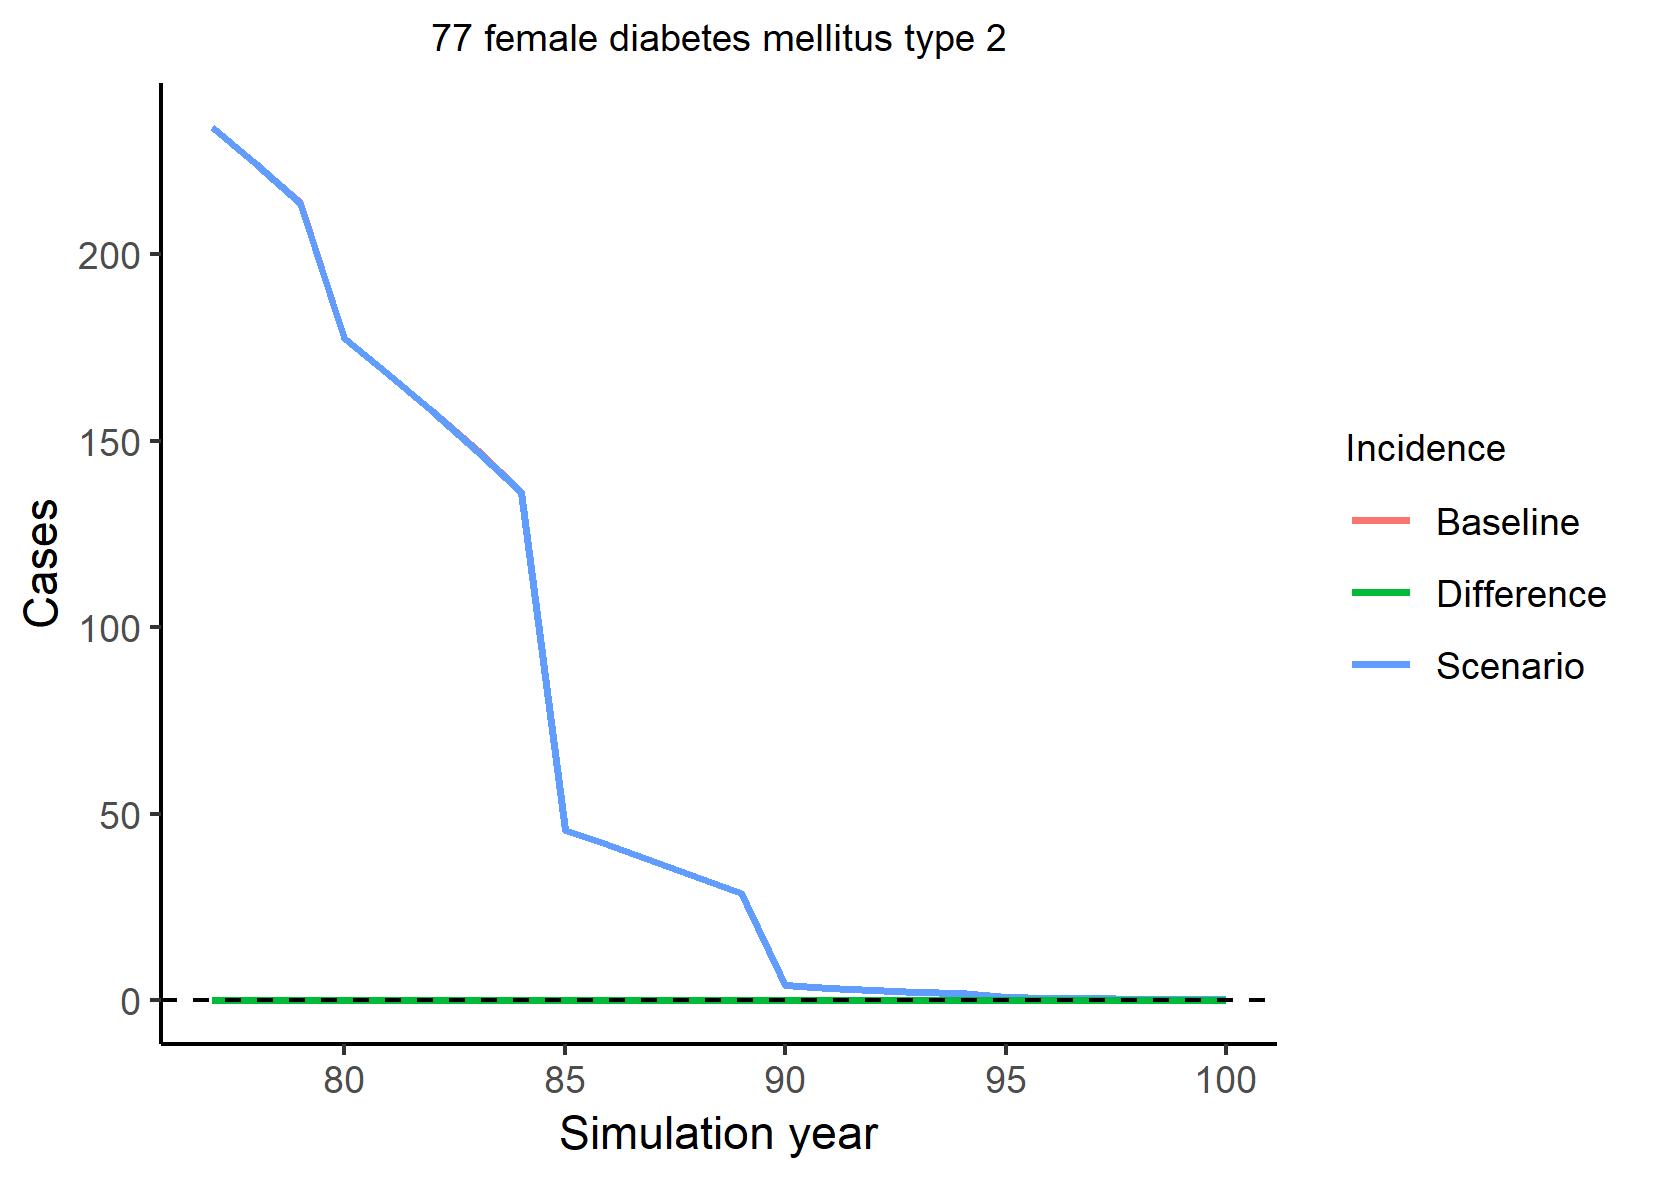 77 female diabetes mellitus type 2
Cases
200
150
100
50
0
80 85 90 95 100
Simulation year
Incidence
Baseline
Difference
Scenario